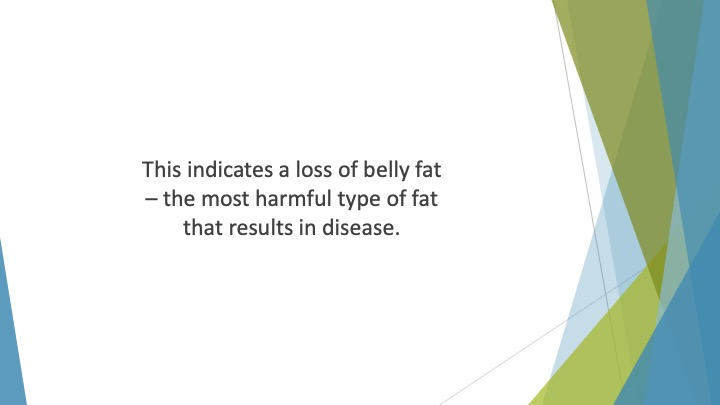 This indicates a loss of belly fat
– the most harmful type of fat
that results in disease.